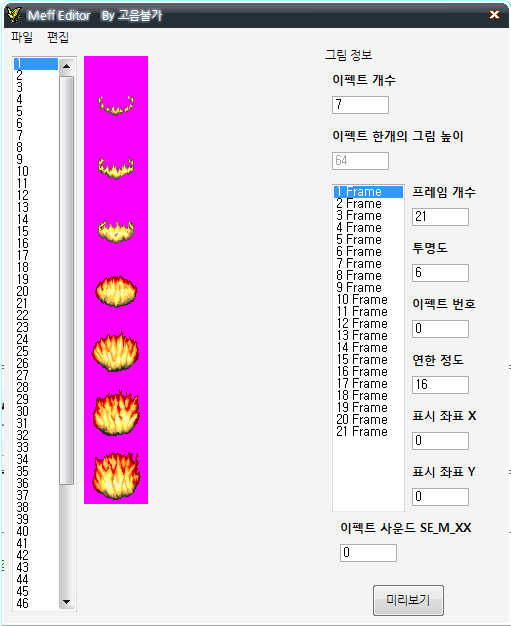 Meff Editor By 고음불가
파일 편집
1
2
3
4
5
6
7
8
9
10
11
12
13
14
15
16
17
18
19
20
21
22
23
24
25
26
27
28
29
30
31
32
33
34
35
36
37
38
39
40
41
42
43
44
45
46
그림 정보
이펙트 개수
7
이펙트 한개의 그림 높이
64
1 Frame
2 Frame
3 Frame
4 Frame
5 Frame
6 Frame
7 Frame
8 Frame
9 Frame
10 Frame
11 Frame
12 Frame
13 Frame
14 Frame
15 Frame
16 Frame
17 Frame
18 Frame
19 Frame
20 Frame
21 Frame
프레임 개수
21
투명도
6
이펙트 번호
0
연한 정도
16
표시 좌표 X
0
표시 좌표 Y
0
이펙트 사운드 SE_M_XX
0
미리보기